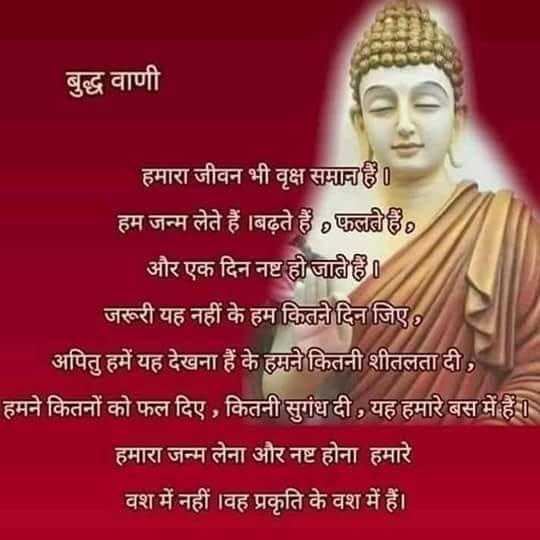 बुद्ध वाणी
हमारा जीवन भी वृक्ष समान हैं ।
हम जन्म लेते हैं ।बढ़ते हैं , फलते हैं ,
और एक दिन नष्ट हो जाते हैं ।
जरूरी यह नहीं के हम कितने दिन जिए ,
अपितु हमें यह देखना हैं के हमने कितनी शीतलता दी ,
हमने कितनों को फल दिए , कितनी सुगंध दी , यह हमारे बस में हैं ।
हमारा जन्म लेना और नष्ट होना हमारे
वश में नहीं ।वह प्रकृति के वश में हैं।